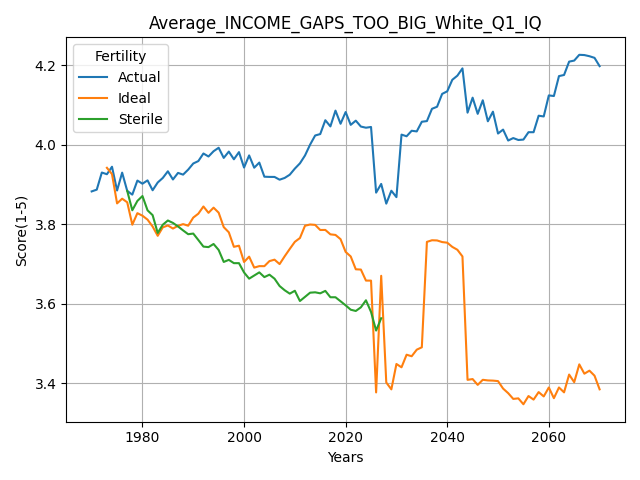 Average_INCOME_GAPS_TOO_BIG_White_Q1_IQ
Fertility
Actual
Ideal
Sterile
Score(1-5)
4.2
4.0
3.8
3.6
3.4
1980 2000 2020 2040 2060
Years